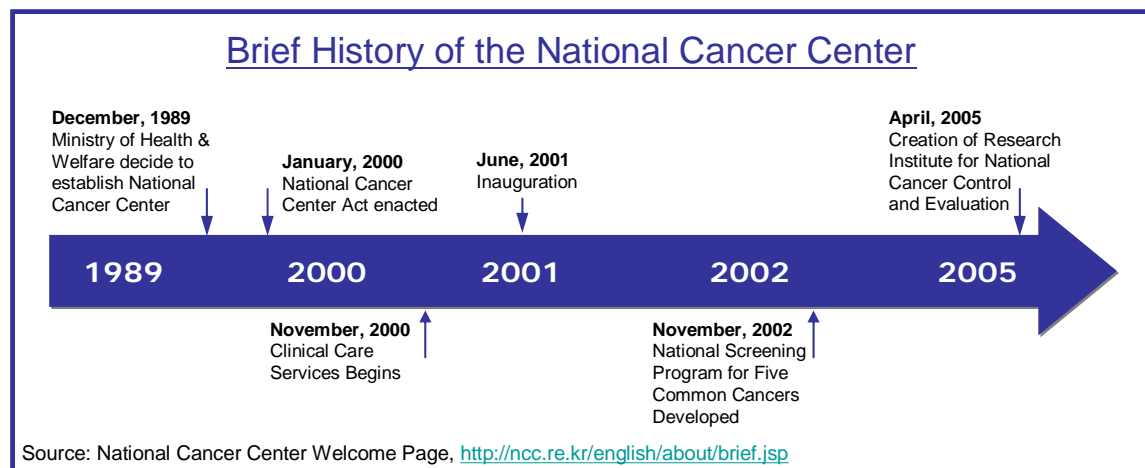 Brief History of the National Cancer Center
December, 1989
Ministry of Health &
Welfare decide to
establish National
Cancer Center
January, 2000
National Cancer
Center Act enacted
June, 2001
Inauguration
April, 2005
Creation of Research
Institute for National
Cancer Control
and Evaluation
1989
2000
2001
2002
2005
November, 2000
Clinical Care
Services Begins
November, 2002
National Screening
Program for Five
Common Cancers
Developed
Source: National Cancer Center Welcome Page, http://ncc.re.kr/english/about/brief.jsp